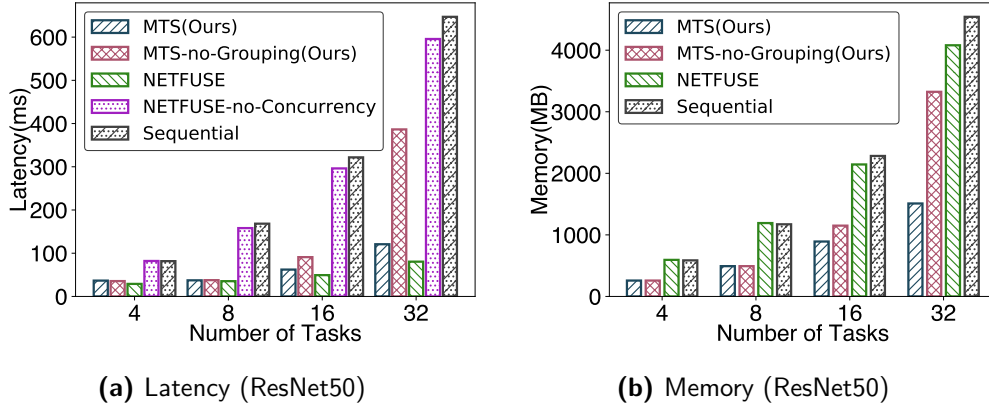 Latency(ms)
600
500
400
300
200
100
0
MTS(Ours)
MTS-no-Grouping(Ours)
NETFUSE
NETFUSE-no-Concurrency
Sequential
4 8 16 32
Number of Tasks
(a) Latency (ResNet50)
Memory(MB)
4000
3000
2000
1000
0
MTS(Ours)
MTS-no-Grouping(Ours)
NETFUSE
Sequential
4 8 16 32
Number of Tasks
(b) Memory (ResNet50)